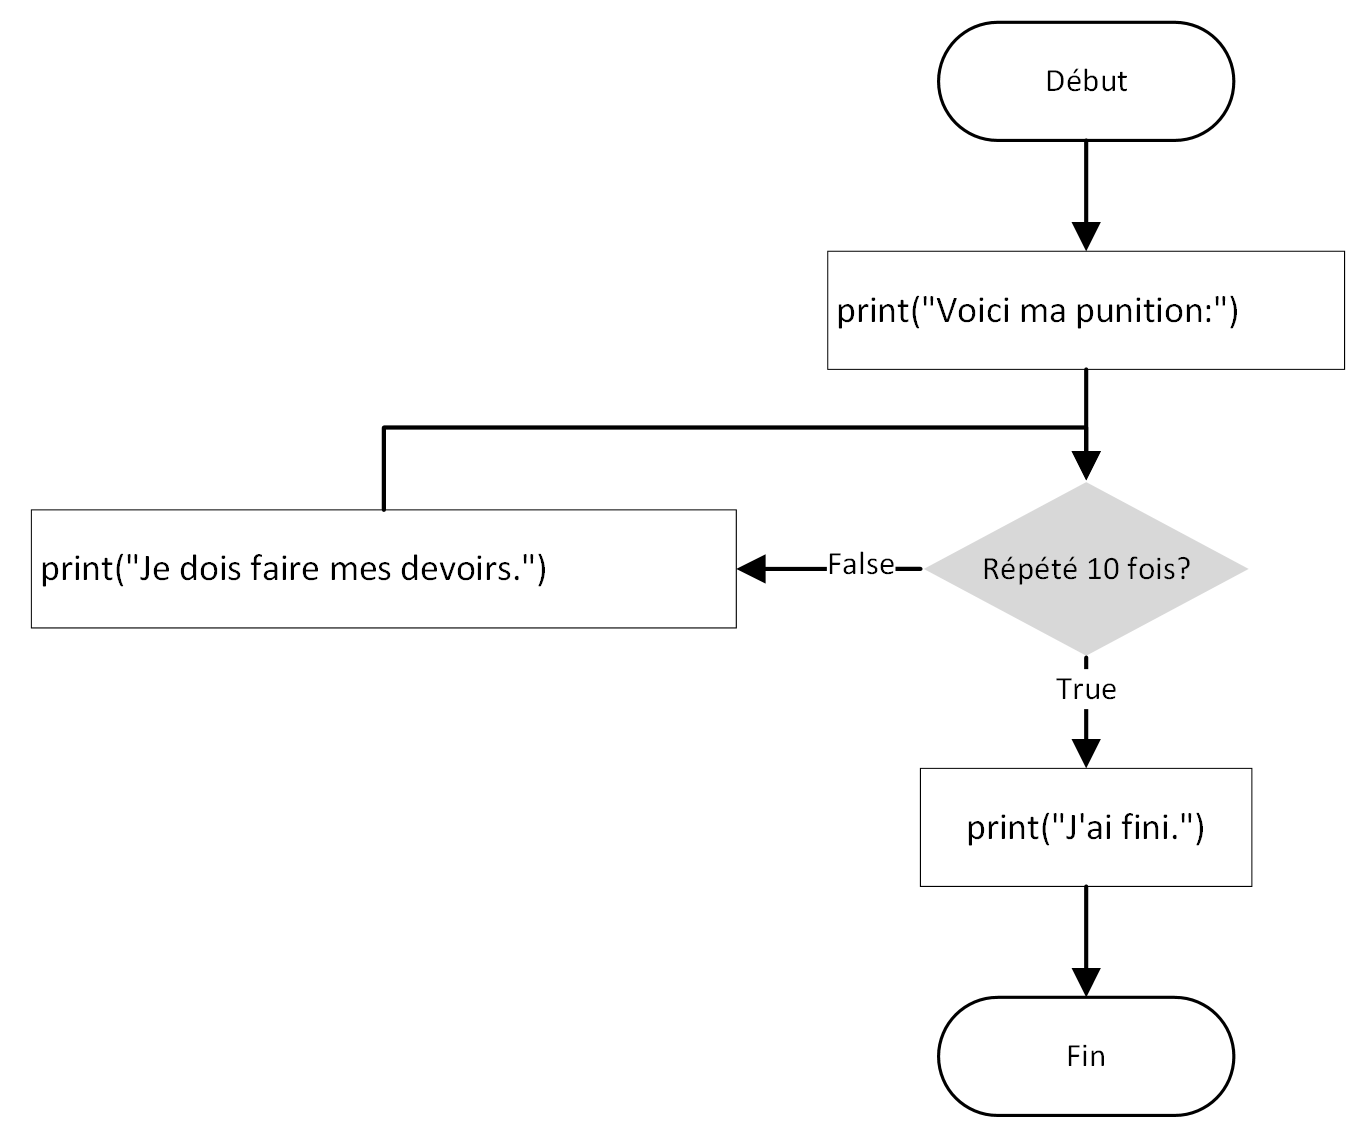 Début
print("Voici ma punition:")
Répété 10 fois?
False
print("Je dois faire mes devoirs.")
True
print("J'ai fini.")
Fin